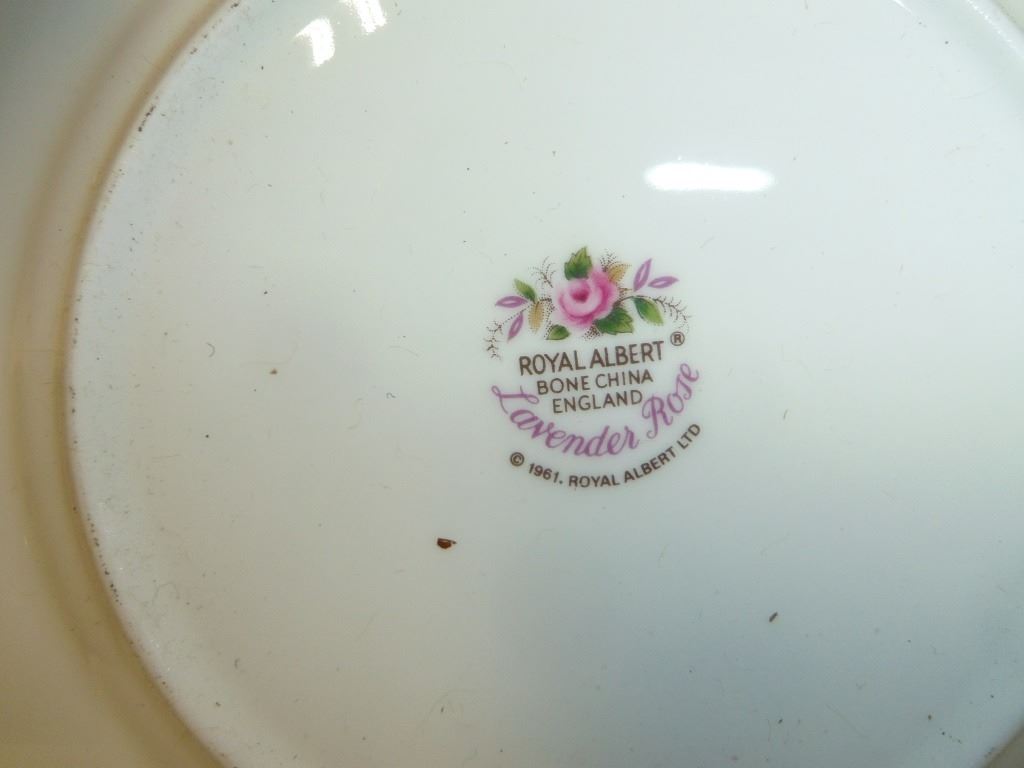 ROYAL ALBERT ®
BONE CHINA
ENGLAND
Lavender Rose
© 1961. ROYAL ALBERT LTD